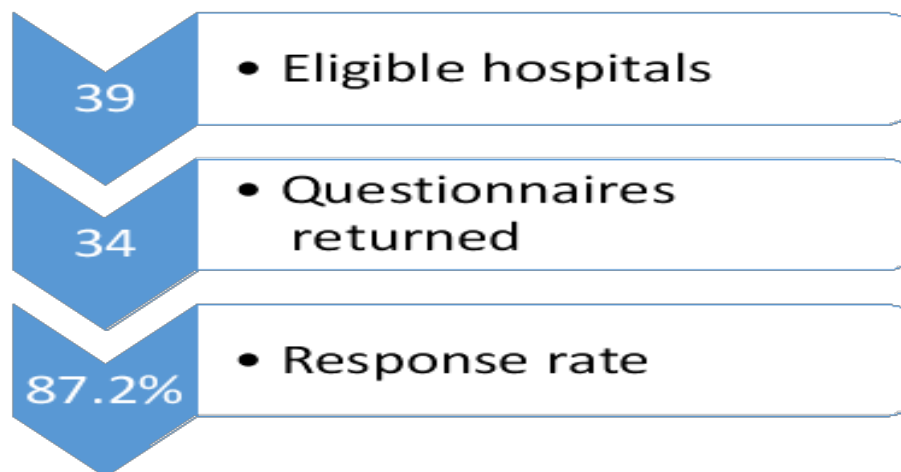 39
• Eligible hospitals
34
• Questionnaires
returned
87.2%
• Response rate